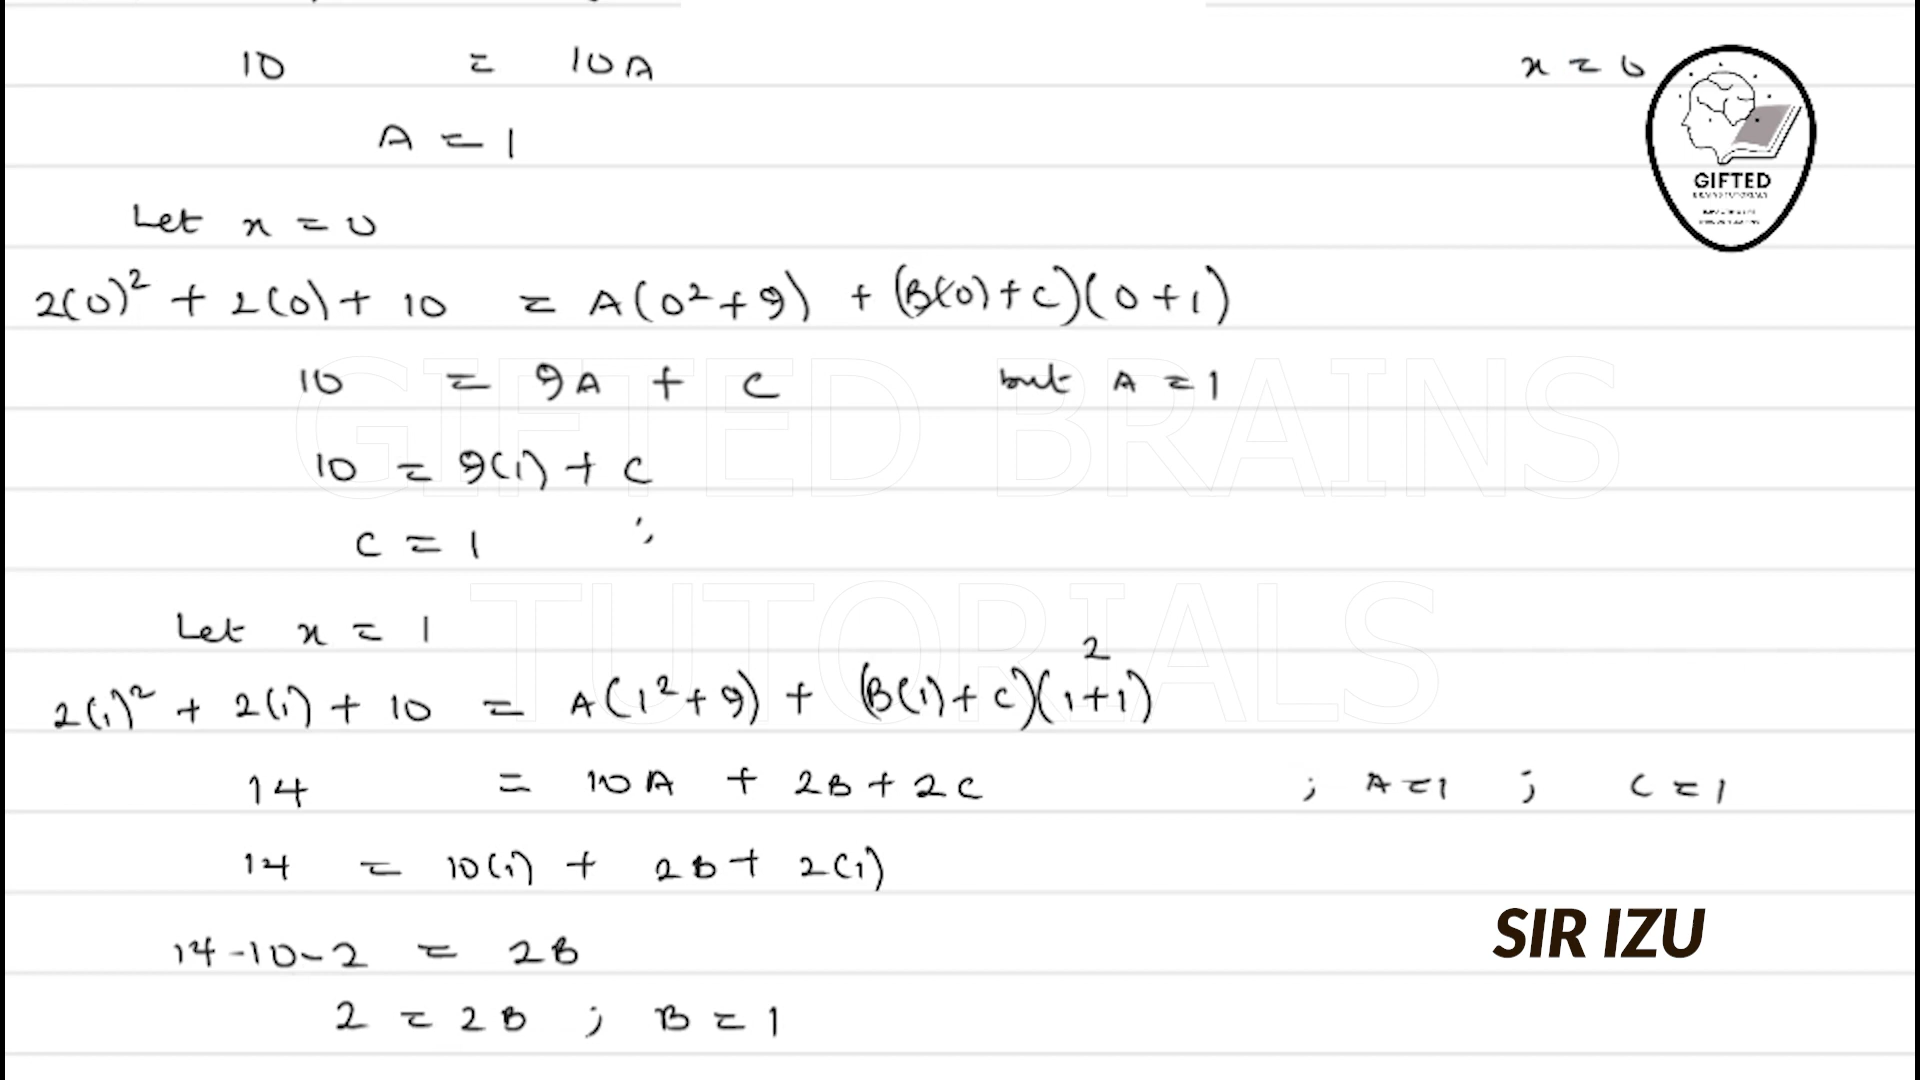 10 = 10A
x = 0
A = 1
GIFTED
Let x = 0
2(0)² + 2(0) + 10 = A(0² + 9) + (B(0) + C)(0 + 1)
10 = 9A + C but A = 1
GIFTED BRAINS
10 = 9(1) + C
C = 1 ;
Let x = 1
TUTORIALS
2
2(1)² + 2(1) + 10 = A(1² + 9) + (B(1) + C)(1+1)
14 = 10A + 2B + 2C ; A = 1 ; C = 1
14 = 10(1) + 2B + 2(1)
SIR IZU
14-10-2 = 2B
2 = 2B ; B = 1